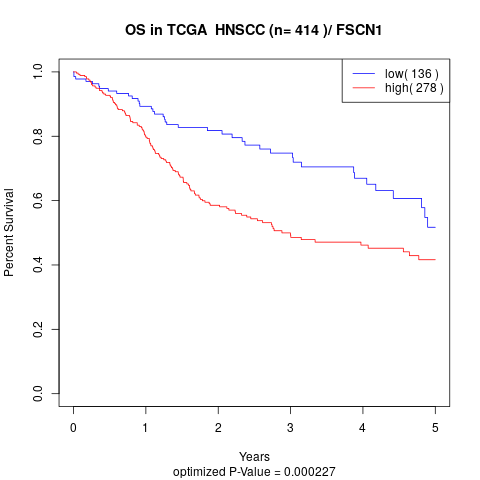 OS in TCGA  HNSCC (n= 414 )/ FSCN1
low( 136 )
high( 278 )
Percent Survival
1.0
0.8
0.6
0.4
0.2
0.0
0 1 2 3 4 5
Years
optimized P-Value = 0.000227